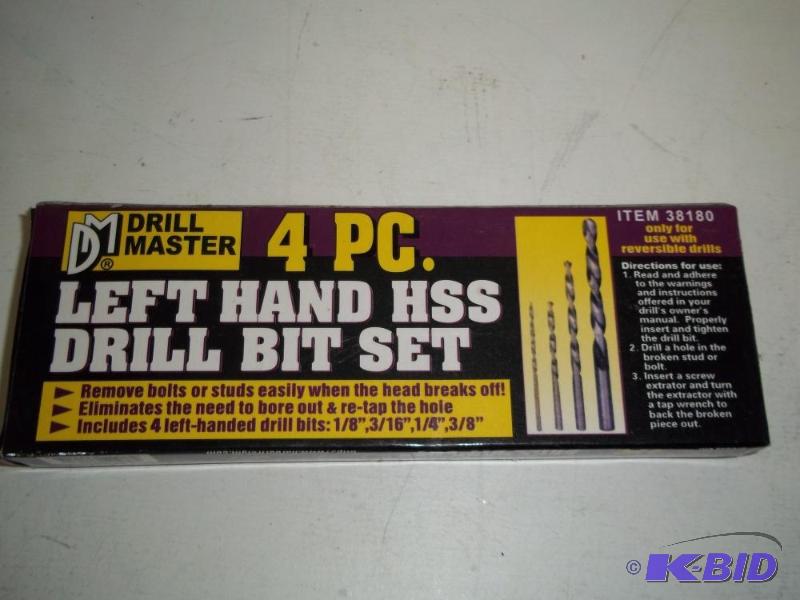 DM
®
DRILL
MASTER
4 PC.
LEFT HAND HSS
DRILL BIT SET
Remove bolts or studs easily when the head breaks off!
Eliminates the need to bore out & re-tap the hole
Includes 4 left-handed drill bits: 1/8",3/16",1/4",3/8"
ITEM 38180
only for
use with
reversible drills
Directions for use:
1. Read and adhere
to the warnings
and instructions
offered in your
drill's owner's
manual. Properly
insert and tighten
the drill bit.
2. Drill a hole in the
broken stud or
bolt.
3. Insert a screw
extrator and turn
the extractor with
a tap wrench to
back the broken
piece out.
© K-BID